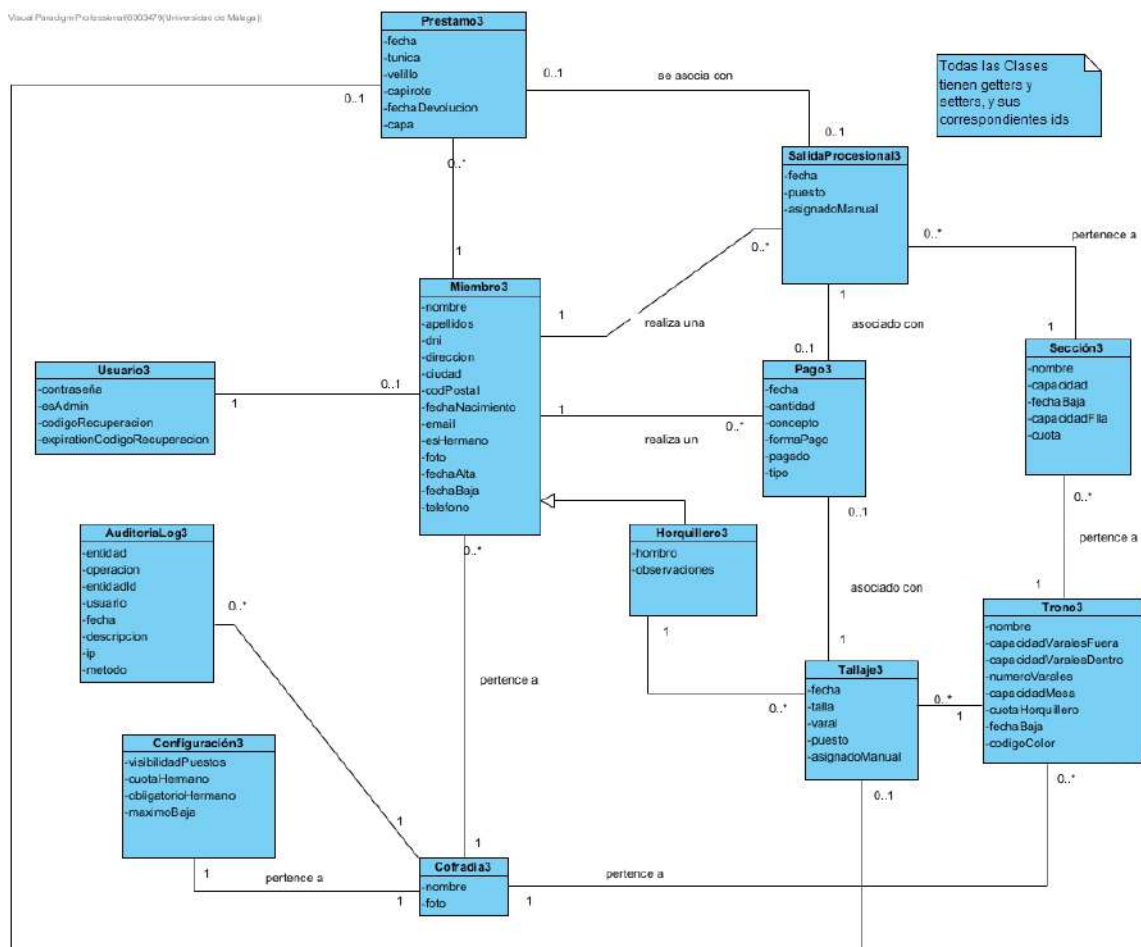 Visual Paradigm Professional(6003479(Universidad de Málaga))
Prestamo3
-fecha
-tunica
-velillo
-capirote
-fechaDevolucion
-capa
0..1
0..1
se asocia con
0..1
0..*
1
Todas las Clases
tienen getters y
setters, y sus
correspondientes ids
SalidaProcesional3
-fecha
-puesto
-asignadoManual
0..*
0..*
pertenece a
1
1
realiza una
1
asociado con
0..1
Miembro3
-nombre
-apellidos
-dni
-direccion
-ciudad
-codPostal
-fechaNacimiento
-email
-esHermano
-foto
-fechaAlta
-fechaBaja
-telefono
Usuario3
-contraseña
-esAdmin
-codigoRecuperacion
-expirationCodigoRecuperacion
1
0..1
1
realiza un
0..*
Pago3
-fecha
-cantidad
-concepto
-formaPago
-pagado
-tipo
0..1
asociado con
1
Sección3
-nombre
-capacidad
-fechaBaja
-capacidadFila
-cuota
0..*
pertenece a
1
AuditoriaLog3
-entidad
-operacion
-entidadId
-usuario
-fecha
-descripcion
-ip
-metodo
0..*
1
0..*
pertence a
1
Horquillero3
-hombro
-observaciones
1
0..*
Tallaje3
-fecha
-talla
-varal
-puesto
-asignadoManual
0..*
1
0..1
Trono3
-nombre
-capacidadVaralesFuera
-capacidadVaralesDentro
-numeroVarales
-capacidadMesa
-cuotaHorquillero
-fechaBaja
-codigoColor
0..*
Configuración3
-visibilidadPuestos
-cuotaHermano
-obligatorioHermano
-maximoBaja
1
pertence a
1
Cofradia3
-nombre
-foto
1
pertence a